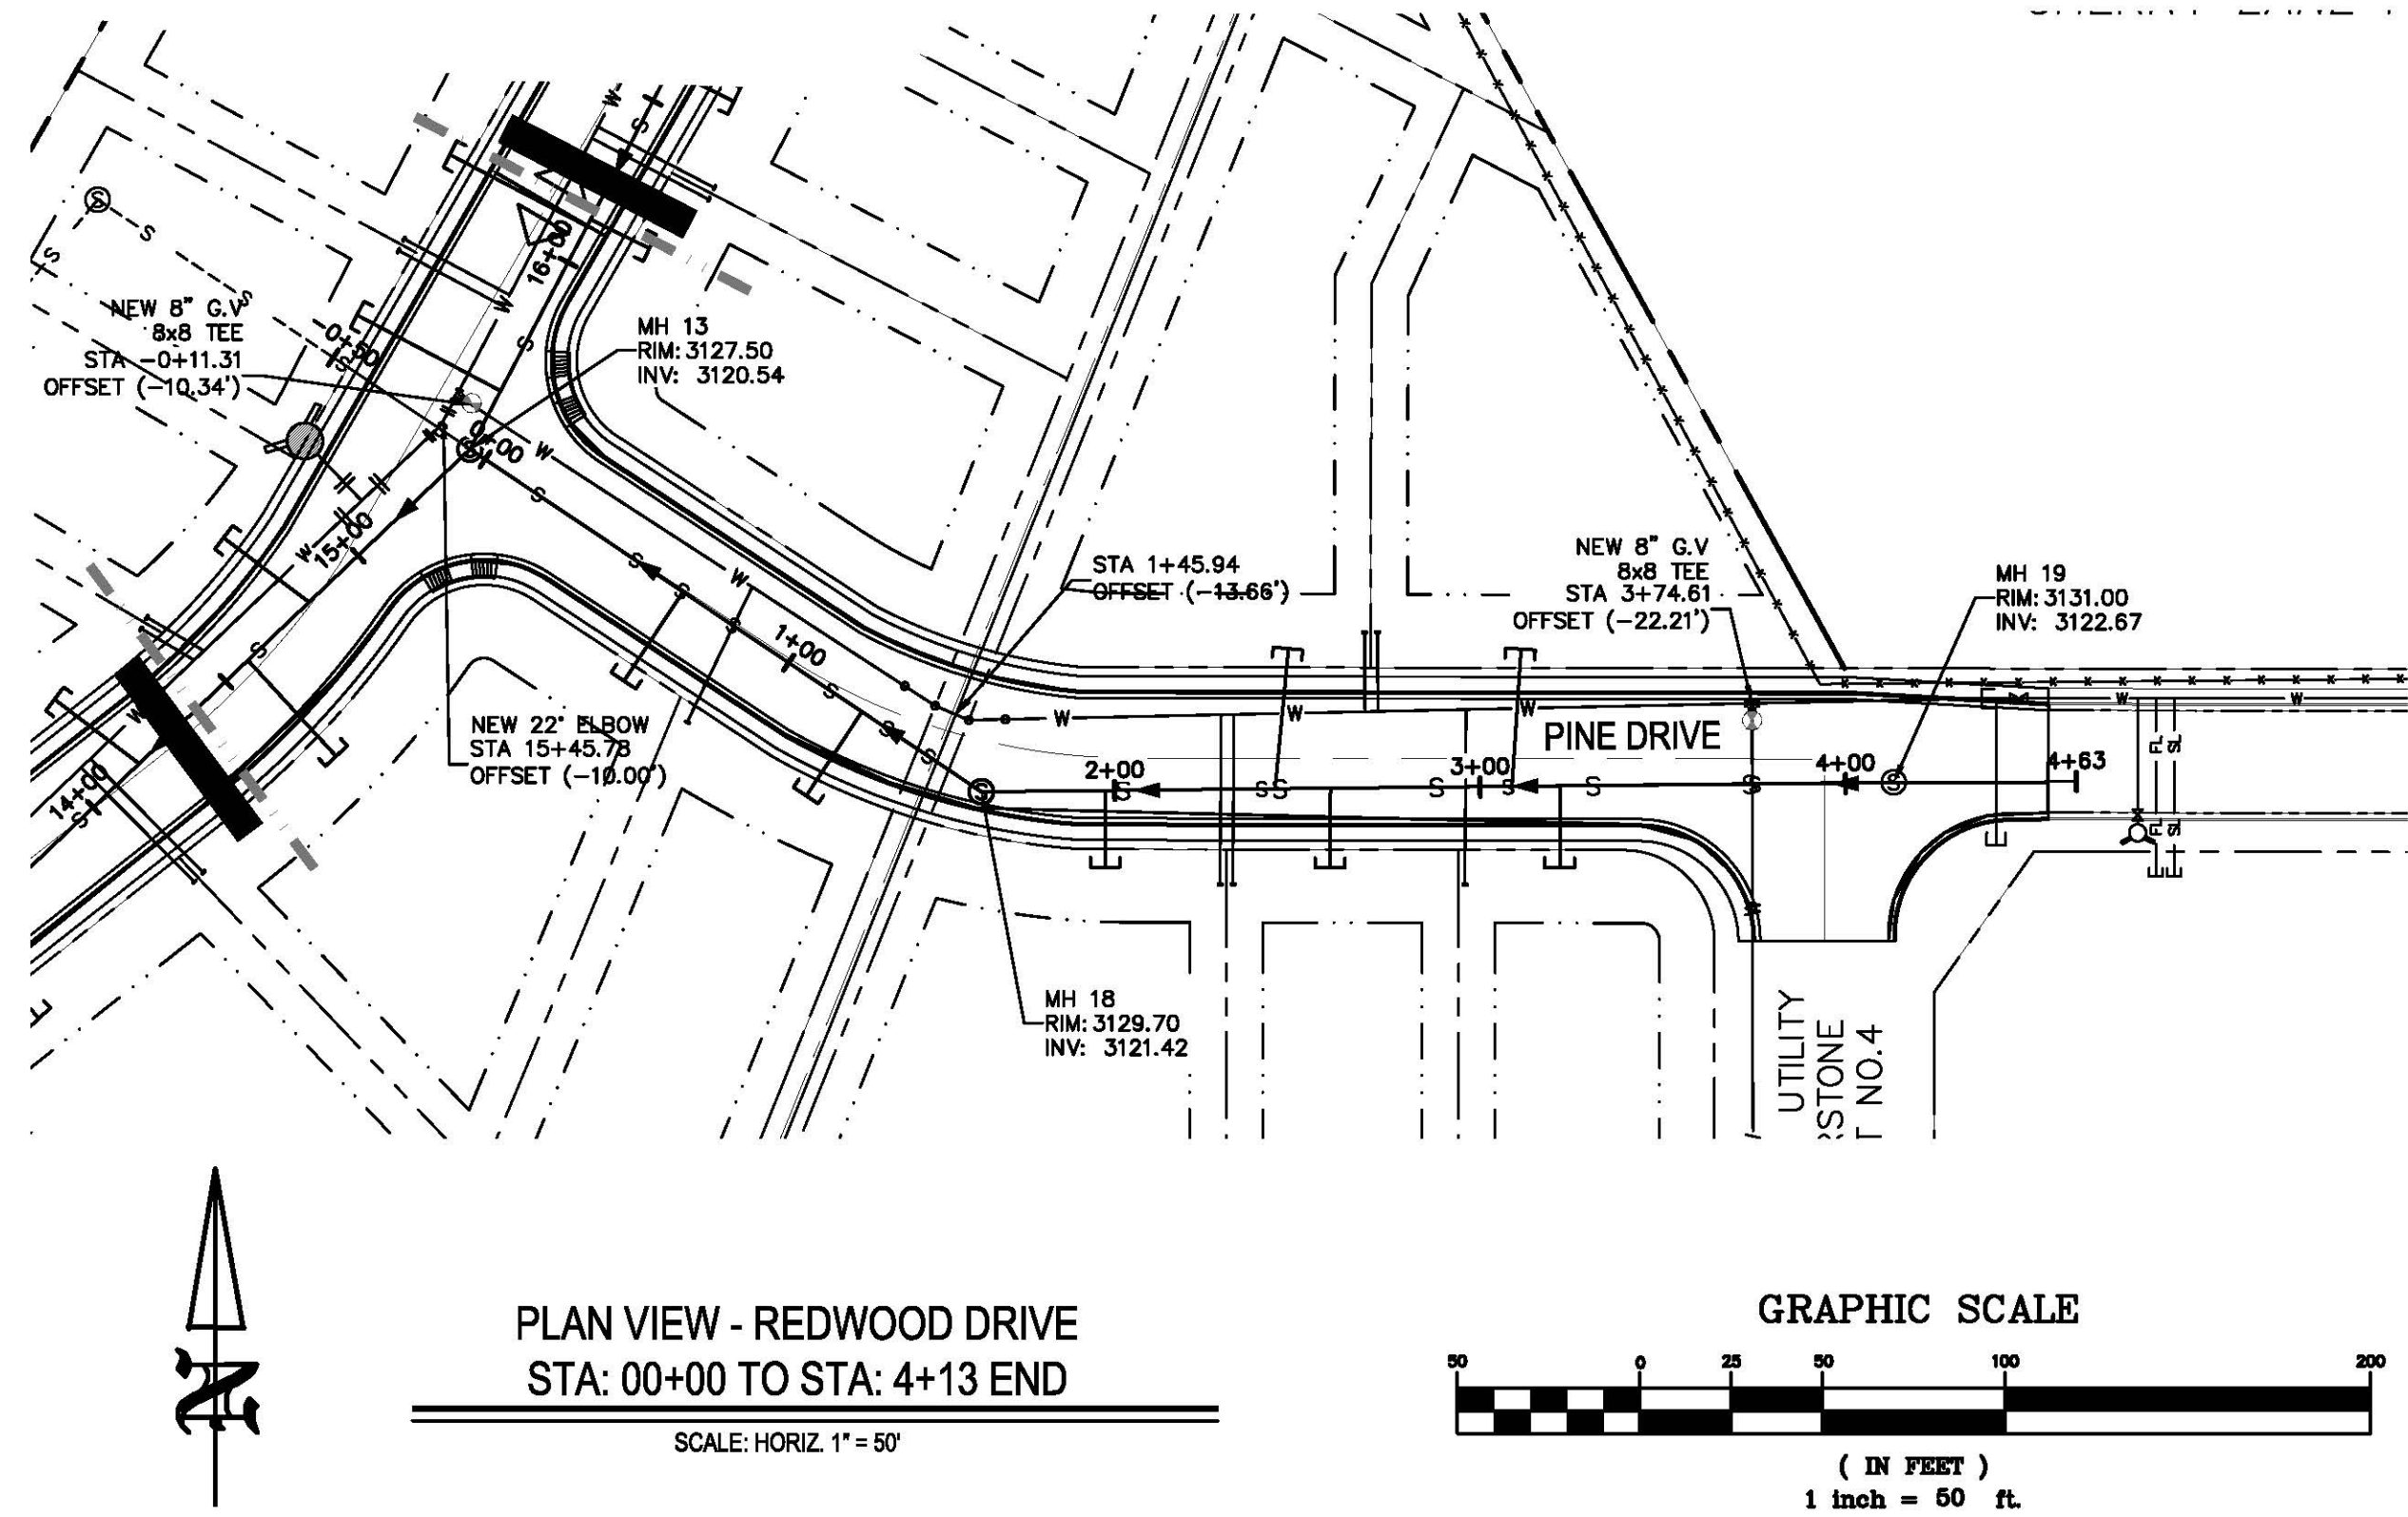 NEW 8" G.V
8x8 TEE
STA -0+11.31
OFFSET (-10.34')
-0+50
16+00
MH 13
RIM: 3127.50
INV: 3120.54
0+00
15+00
14+00
1+00
NEW 22° ELBOW
STA 15+45.78
OFFSET (-10.00')
STA 1+45.94
OFFSET (-13.66')
NEW 8" G.V
8x8 TEE
STA 3+74.61
OFFSET (-22.21')
MH 19
RIM: 3131.00
INV: 3122.67
PINE DRIVE
2+00
3+00
4+00
4+63
W
S
FL
SL
FL
SL
MH 18
RIM: 3129.70
INV: 3121.42
UTILITY
STONE
NO.4
N
PLAN VIEW - REDWOOD DRIVE
STA: 00+00 TO STA: 4+13 END
SCALE: HORIZ. 1" = 50'
GRAPHIC SCALE
50 0 25 50 100 200
( IN FEET )
1 inch = 50 ft.